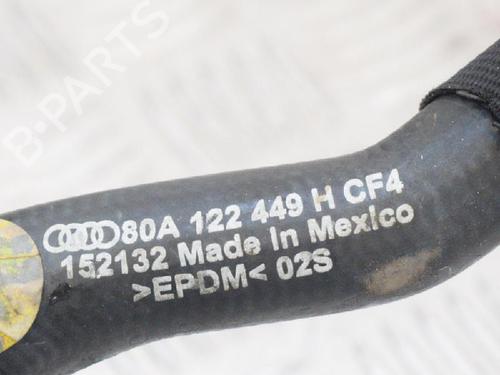 B-PARTS
80A 122 449 H CF4
152132 Made in Mexico
>EPDM< 02S